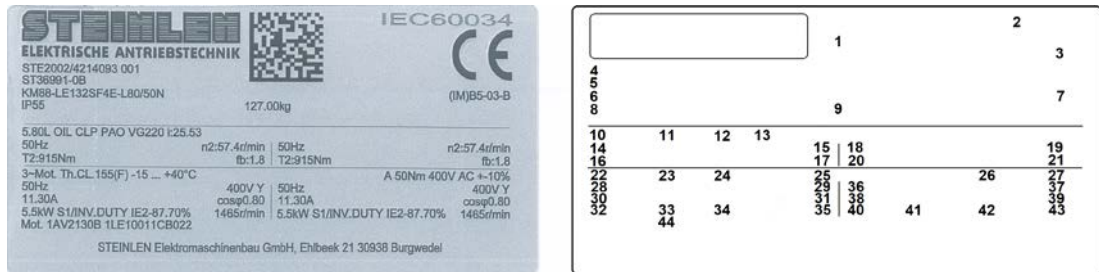 STEINLEN
IEC60034
ELEKTRISCHE ANTRIEBSTECHNIK
STE2002/4214093 001
ST36991-0B
KM88-LE132SF4E-L80/50N
(IM)B5-03-B
IP55 127.00kg
5.80L OIL CLP PAO VG220 i:25.53
50Hz n2:57.4r/min 50Hz n2:57.4r/min
T2:915Nm fb:1.8 T2:915Nm fb:1.8
3~Mot. Th.CL.155(F) -15 ... +40°C A 50Nm 400V AC +-10%
50Hz 400V Y 50Hz 400V Y
11.30A cosφ0.80 11.30A cosφ0.80
5.5kW S1/INV.DUTY IE2-87.70% 1465r/min 5.5kW S1/INV.DUTY IE2-87.70% 1465r/min
Mot. 1AV2130B 1LE10011CB022
STEINLEN Elektromaschinenbau GmbH, Ehlbeek 21 30938 Burgwedel
2
1
3
4
5
6 7
8 9
10 11 12 13
14 15 18 19
16 17 20 21
22 23 24 25 26 27
28 29 36 37
30 31 38 39
32 33 34 35 40 41 42 43
44